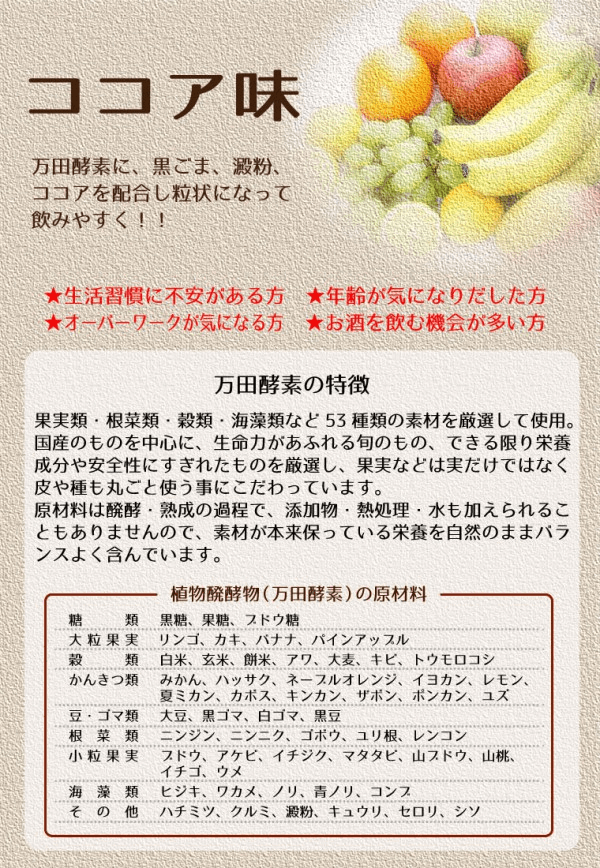 ココア味
万田酵素に、黒ごま、澱粉、
ココアを配合し粒状になって
飲みやすく！！
★生活習慣に不安がある方 ★年齢が気になりだした方
★オーバーワークが気になる方 ★お酒を飲む機会が多い方
万田酵素の特徴
果実類・根菜類・穀類・海藻類など 53 種類の素材を厳選して使用。
国産のものを中心に、生命力があふれる旬のもの、できる限り栄養
成分や安全性にすぎれたものを厳選し、果実などは実だけではなく
皮や種も丸ごと使う事にこだわっています。
原材料は醗酵・熟成の過程で、添加物・熱処理・水も加えられるこ
ともありませんので、素材が本来保っている栄養を自然のままバラ
ンスよく含んでいます。
植物醗酵物（万田酵素）の原材料
糖類 黒糖、果糖、ブドウ糖
大粒果実 リンゴ、カキ、バナナ、パインアップル
穀類 白米、玄米、餅米、アワ、大麦、キビ、トウモロコシ
かんきつ類 みかん、ハッサク、ネーブルオレンジ、イヨカン、レモン、
夏ミカン、カボス、キンカン、ザボン、ポンカン、ユズ
豆・ゴマ類 大豆、黒ゴマ、白ゴマ、黒豆
根菜類 ニンジン、ニンニク、ゴボウ、ユリ根、レンコン
小粒果実 ブドウ、アケビ、イチジク、マタタビ、山ブドウ、山桃、
イチゴ、ウメ
海藻類 ヒジキ、ワカメ、ノリ、青ノリ、コンブ
その他 ハチミツ、クルミ、澱粉、キュウリ、セロリ、シソ